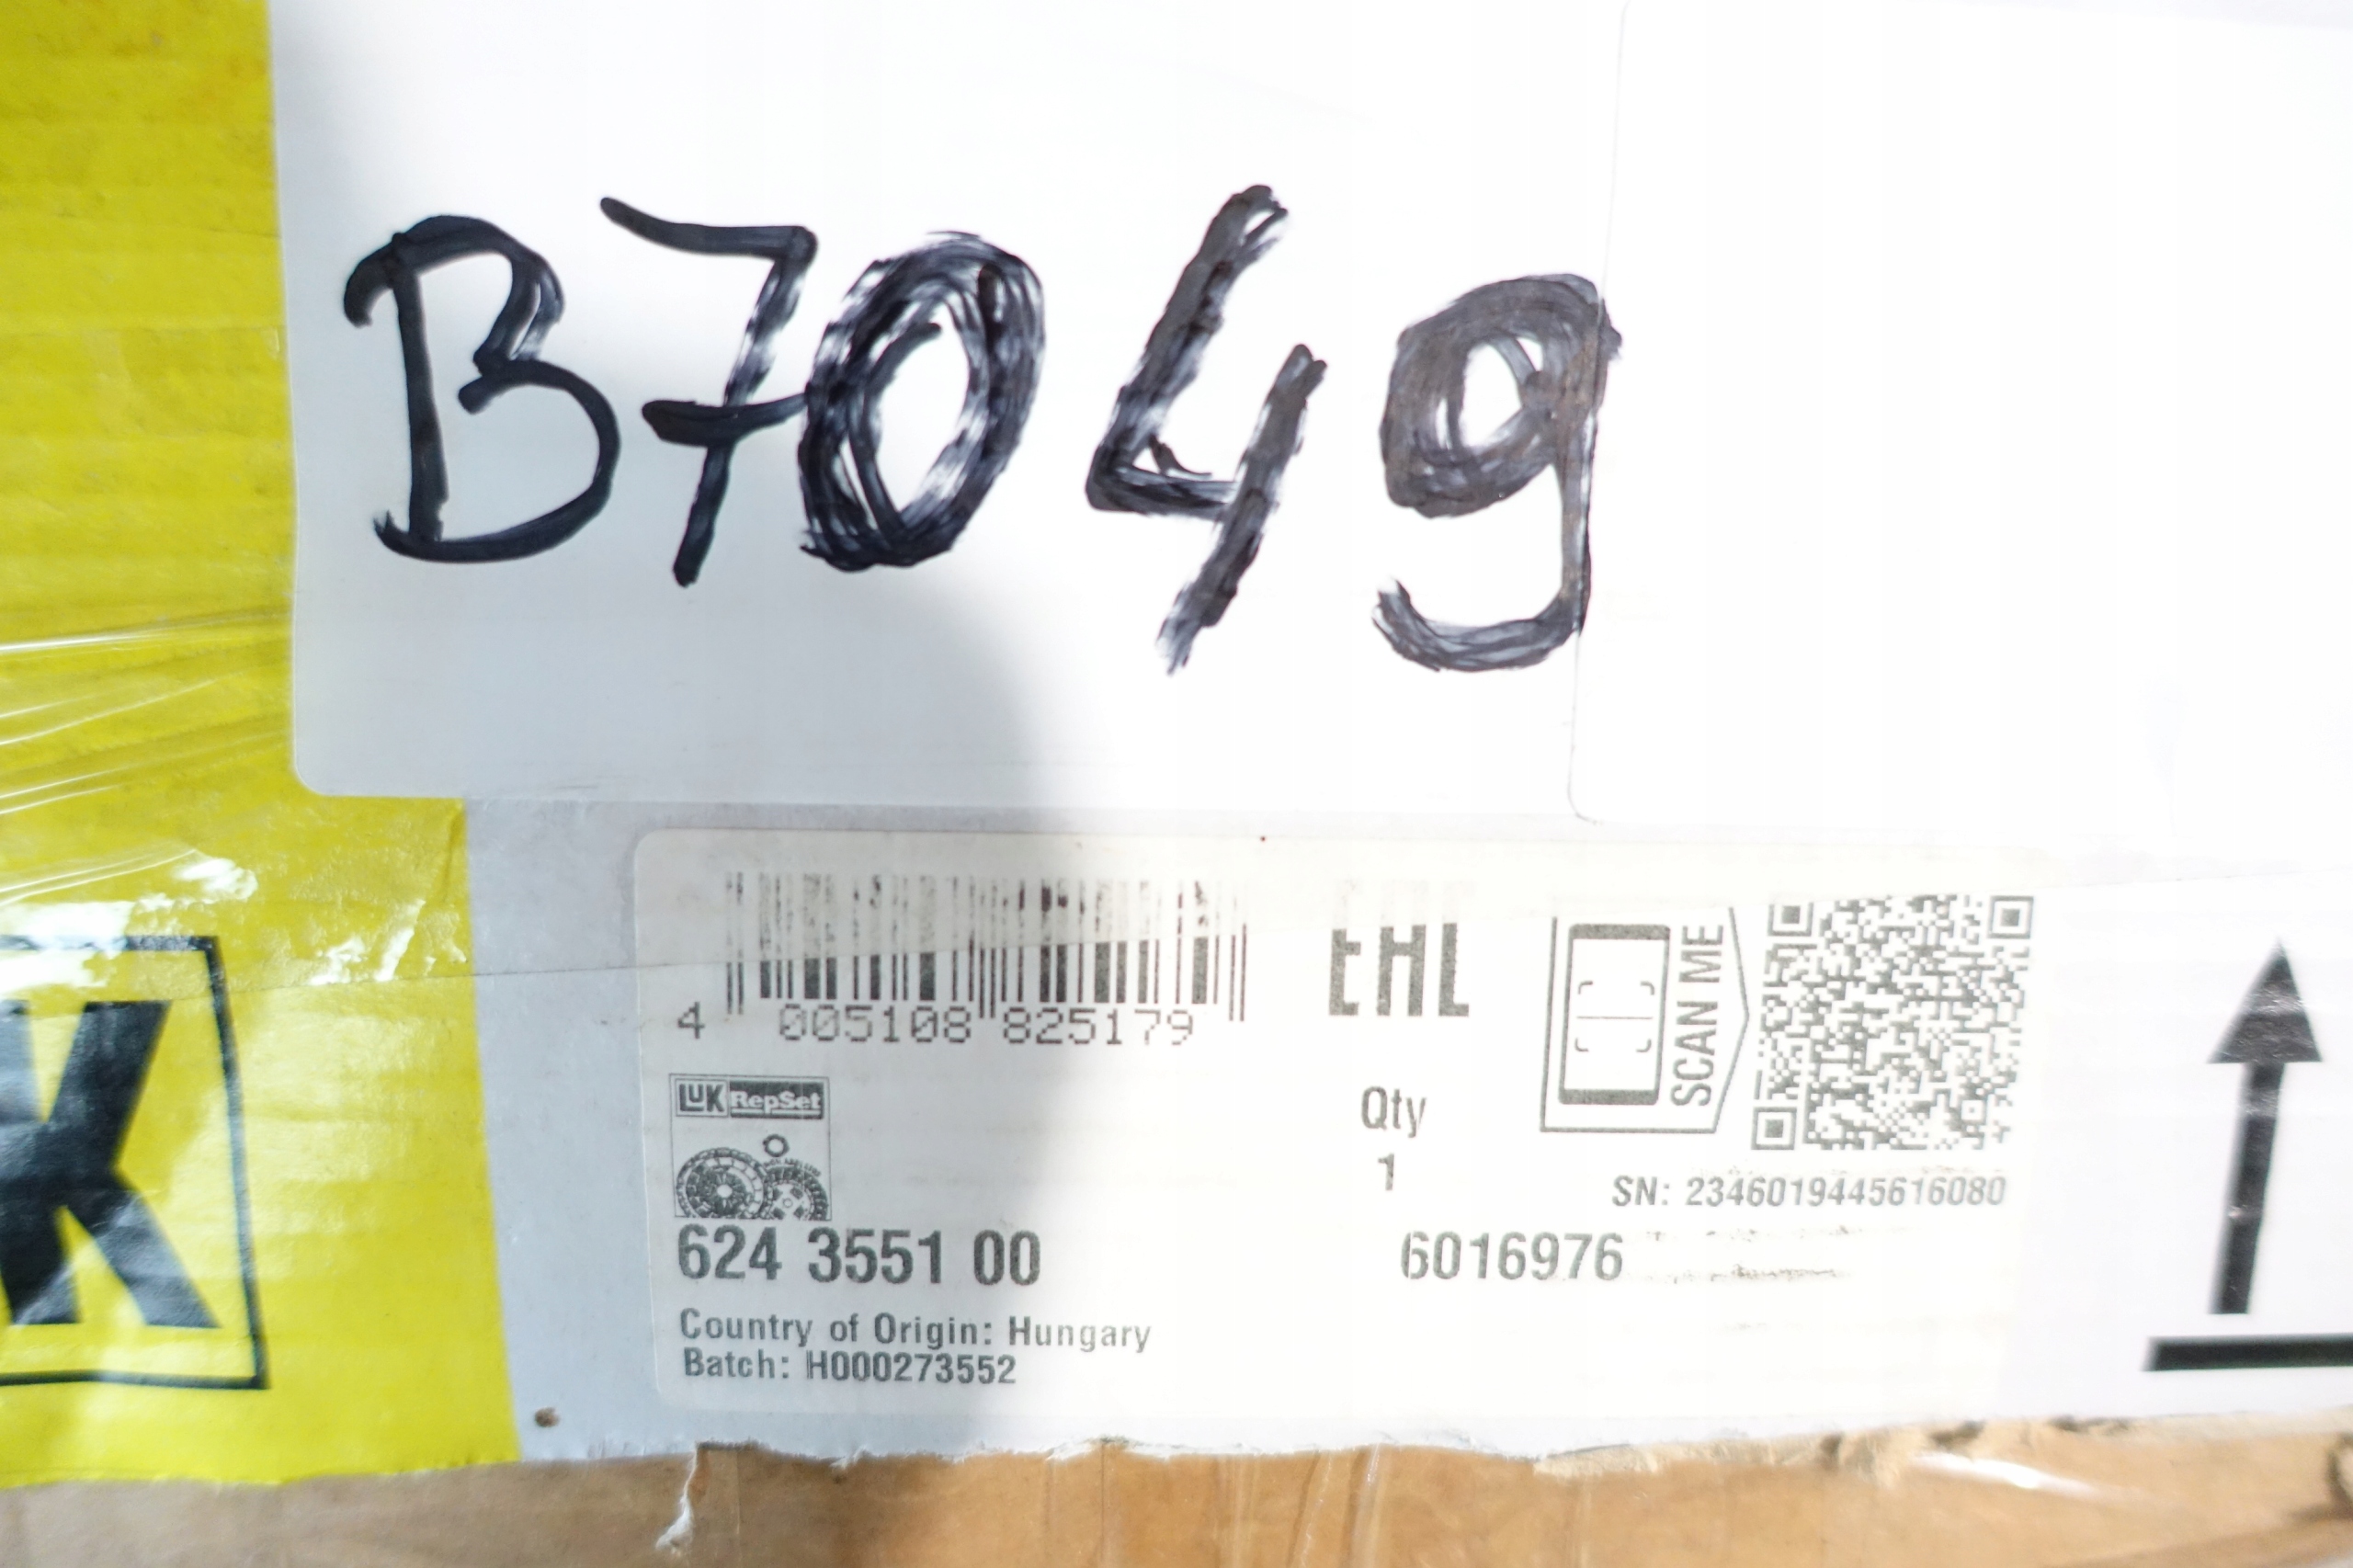 B7049
4 005108 825179
EAC
SCAN ME
LUK RepSet
Qty
1
SN: 2346019445616080
624 3551 00
6016976
Country of Origin: Hungary
Batch: H000273552
K